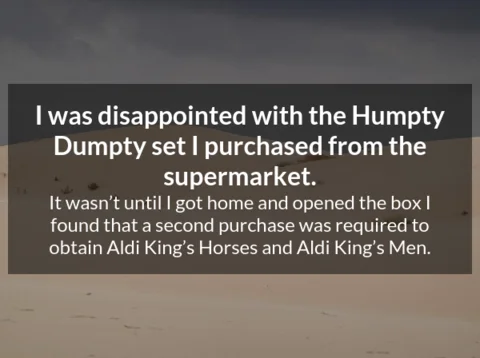 I was disappointed with the Humpty
Dumpty set I purchased from the
supermarket.
It wasn’t until I got home and opened the box I
found that a second purchase was required to
obtain Aldi King’s Horses and Aldi King’s Men.